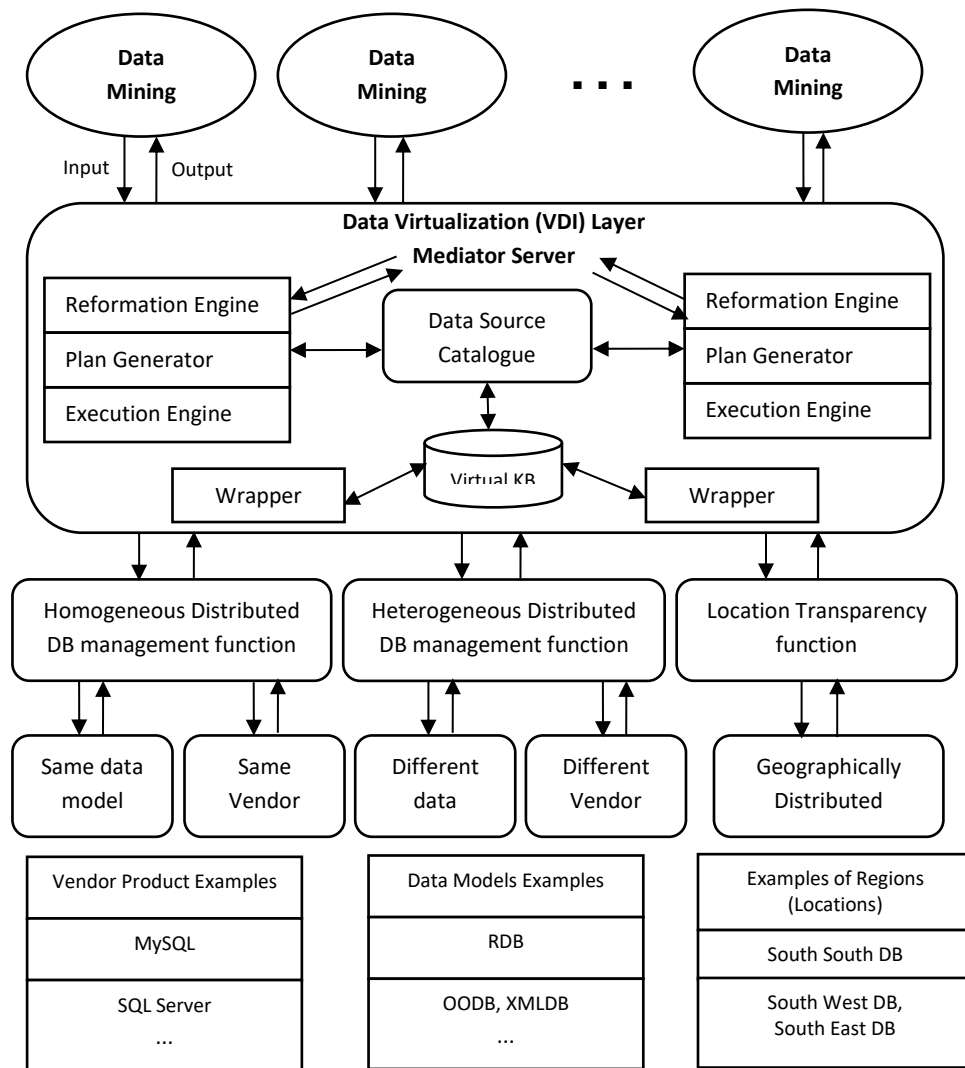 Data
Mining
Data
Mining
...
Data
Mining
Input
Output
Data Virtualization (VDI) Layer
Mediator Server
Reformation Engine
Plan Generator
Execution Engine
Data Source
Catalogue
Reformation Engine
Plan Generator
Execution Engine
Virtual KB
Wrapper
Wrapper
Homogeneous Distributed
DB management function
Heterogeneous Distributed
DB management function
Location Transparency
function
Same data
model
Same
Vendor
Different
data
Different
Vendor
Geographically
Distributed
Vendor Product Examples
MySQL
SQL Server
...
Data Models Examples
RDB
OODB, XMLDB
...
Examples of Regions
(Locations)
South South DB
South West DB,
South East DB